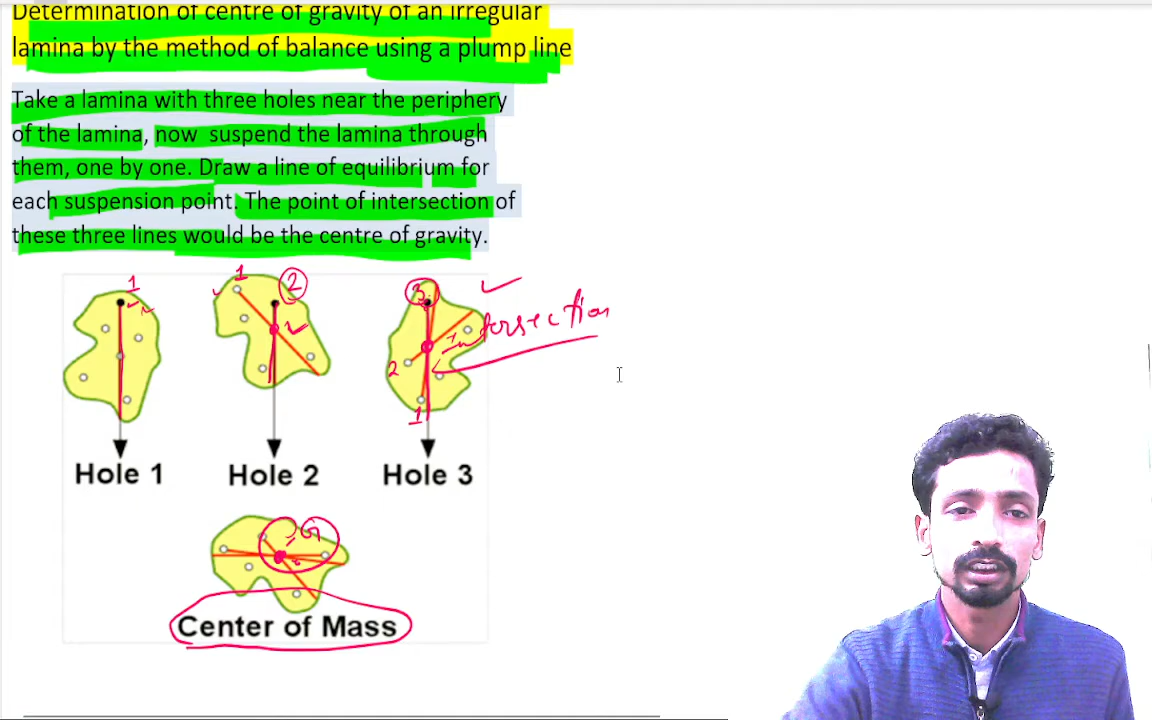 Determination of centre of gravity of an irregular
lamina by the method of balance using a plump line
Take a lamina with three holes near the periphery
of the lamina, now suspend the lamina through
them, one by one. Draw a line of equilibrium for
each suspension point. The point of intersection of
these three lines would be the centre of gravity.
1
1 2
3
Intersection
2
1
Hole 1 Hole 2 Hole 3
G
Center of Mass